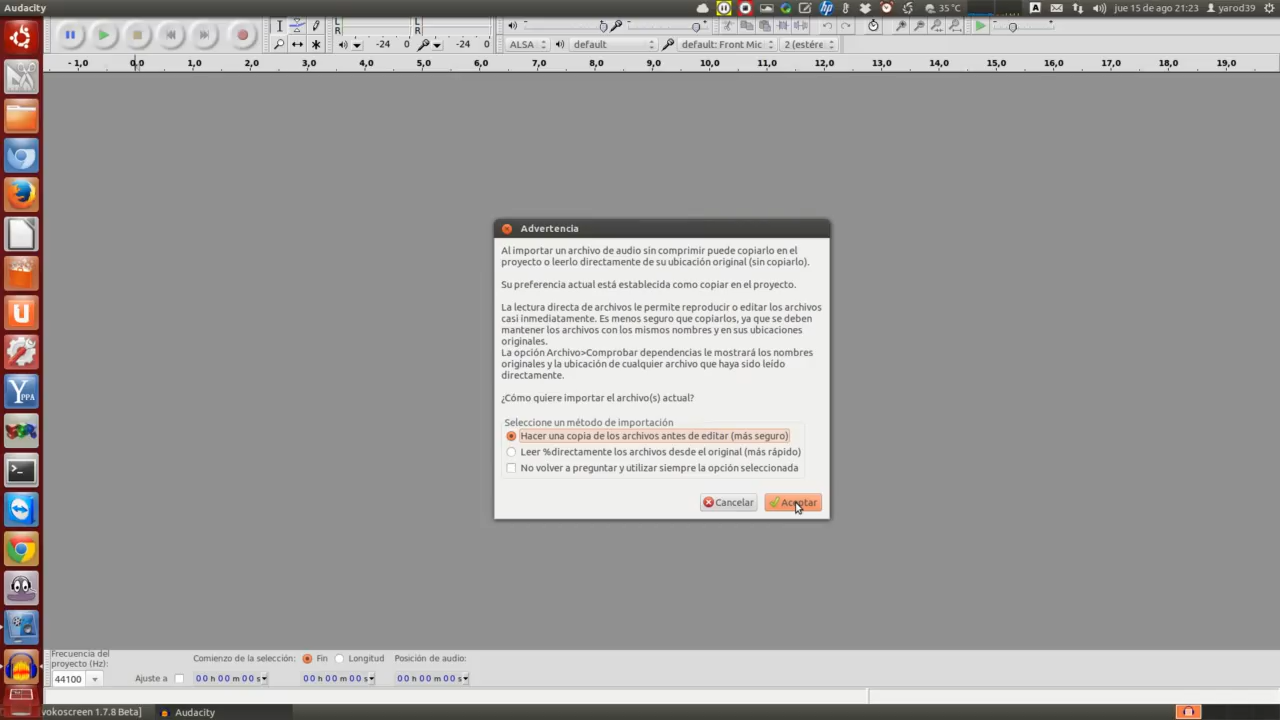 Audacity
A
35 °C
jue 15 de ago 21:23
yarod39
L
R
-24 0
L
R
-24 0
ALSA
default
default: Front Mic
2 (estére
- 1,0 0,0 1,0 2,0 3,0 4,0 5,0 6,0 7,0 8,0 9,0 10,0 11,0 12,0 13,0 14,0 15,0 16,0 17,0 18,0 19,0
Advertencia
Al importar un archivo de audio sin comprimir puede copiarlo en el
proyecto o leerlo directamente de su ubicación original (sin copiarlo).
Su preferencia actual está establecida como copiar en el proyecto.
La lectura directa de archivos le permite reproducir o editar los archivos
casi inmediatamente. Es menos seguro que copiarlos, ya que se deben
mantener los archivos con los mismos nombres y en sus ubicaciones
originales.
La opción Archivo>Comprobar dependencias le mostrará los nombres
originales y la ubicación de cualquier archivo que haya sido leído
directamente.
¿Cómo quiere importar el archivo(s) actual?
Seleccione un método de importación
Hacer una copia de los archivos antes de editar (más seguro)
Leer %directamente los archivos desde el original (más rápido)
No volver a preguntar y utilizar siempre la opción seleccionada
Cancelar
Aceptar
Frecuencia del
proyecto (Hz):
44100
Ajuste a
Comienzo de la selección:
Fin
Longitud
Posición de audio:
00 h 00 m 00 s
00 h 00 m 00 s
00 h 00 m 00 s
vokoscreen 1.7.8 Beta]
Audacity